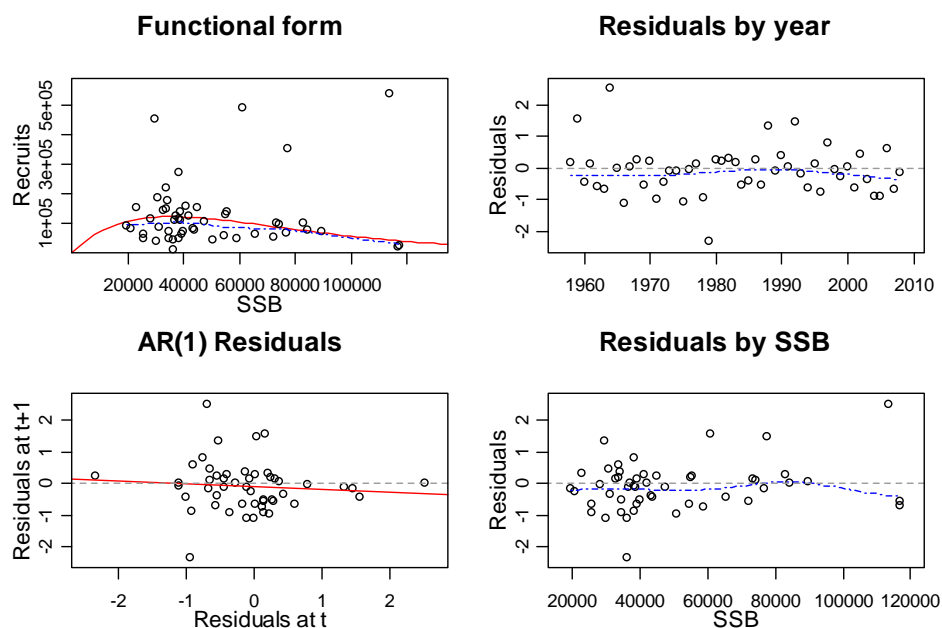 Functional form
Recruits
1e+05 3e+05 5e+05
20000 40000 60000 80000 100000
SSB
Residuals by year
Residuals
-2 -1 0 1 2
1960 1970 1980 1990 2000 2010
AR(1) Residuals
Residuals at t+1
-2 -1 0 1 2
-2 -1 0 1 2
Residuals at t
Residuals by SSB
Residuals
-2 -1 0 1 2
20000 40000 60000 80000 100000 120000
SSB